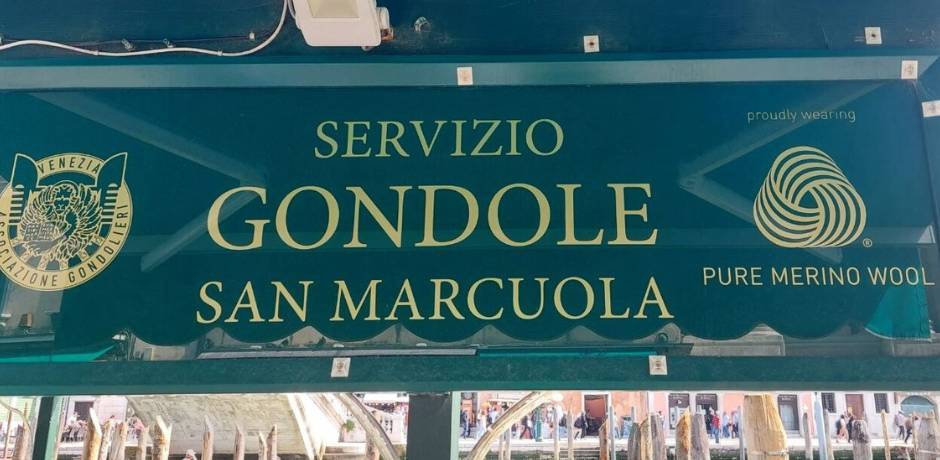 VENEZIA
ASSOCIAZIONE GONDOLIERI
SERVIZIO
GONDOLE
SAN MARCUOLA
proudly wearing
®
PURE MERINO WOOL